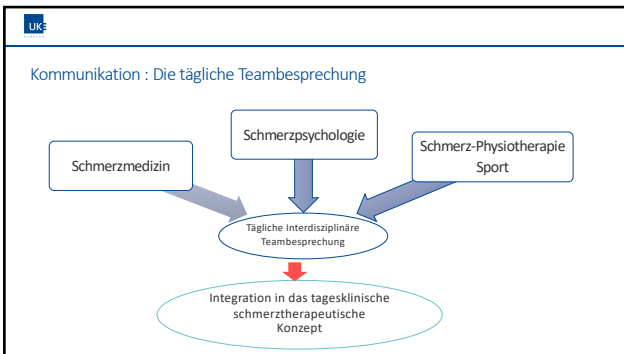 UKE
HAMBURG
Kommunikation : Die tägliche Teambesprechung
Schmerzmedizin
Schmerzpsychologie
Schmerz-Physiotherapie
Sport
Tägliche Interdisziplinäre
Teambesprechung
Integration in das tagesklinische
schmerztherapeutische
Konzept